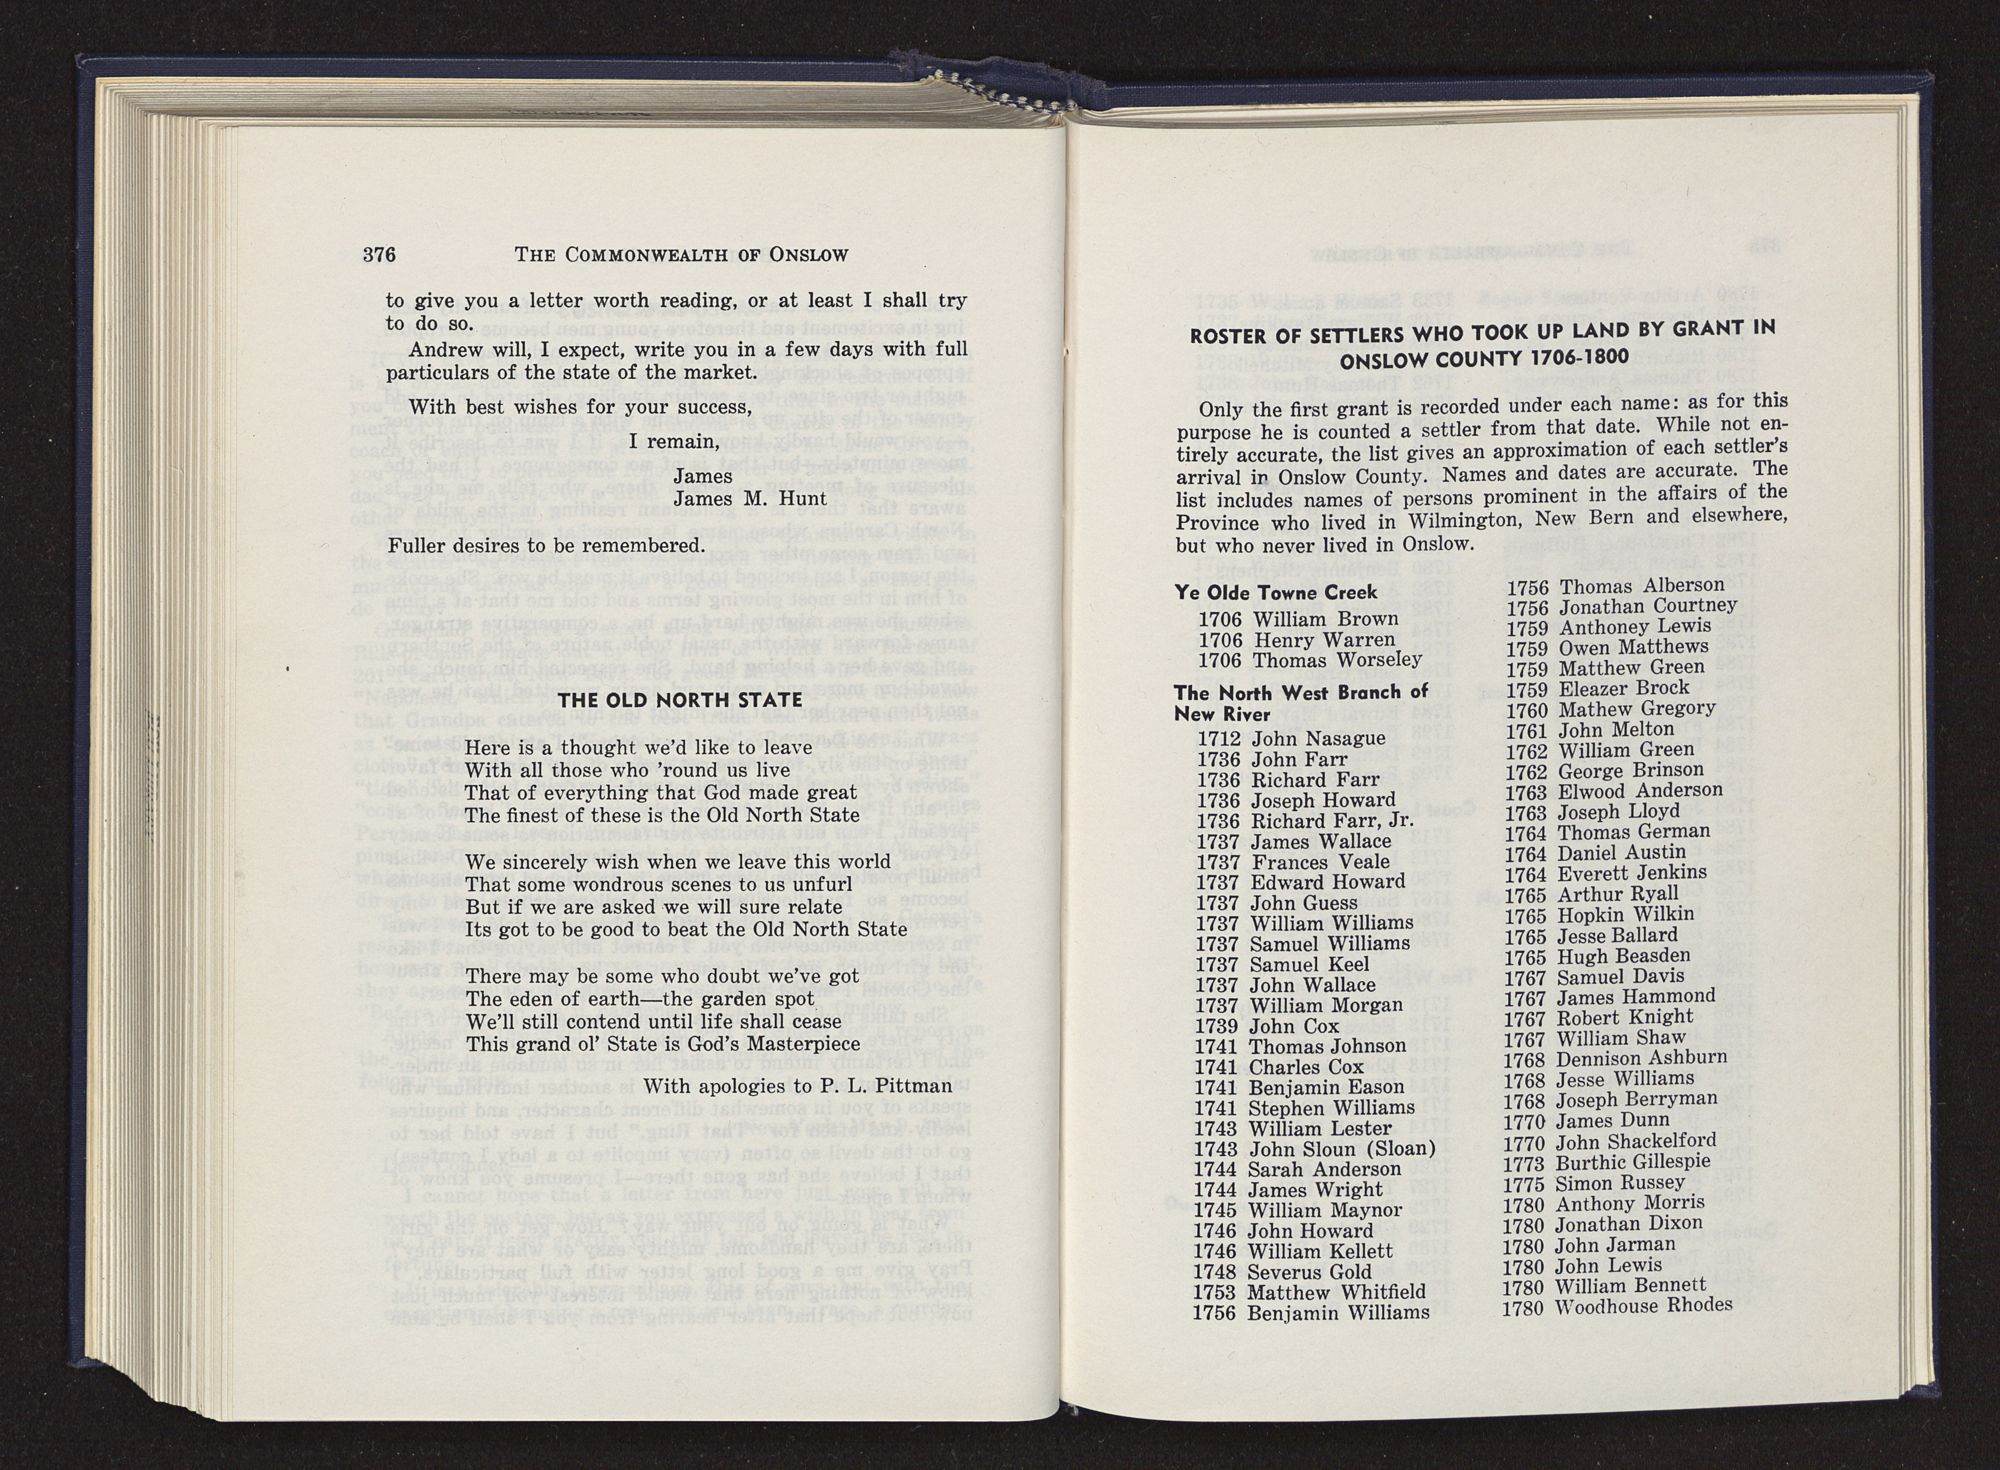 376 THE COMMONWEALTH OF ONSLOW
to give you a letter worth reading, or at least I shall try
to do so.
Andrew will, I expect, write you in a few days with full
particulars of the state of the market.
With best wishes for your success,
I remain,
James
James M. Hunt
Fuller desires to be remembered.
THE OLD NORTH STATE
Here is a thought we'd like to leave
With all those who 'round us live
That of everything that God made great
The finest of these is the Old North State
We sincerely wish when we leave this world
That some wondrous scenes to us unfurl
But if we are asked we will sure relate
Its got to be good to beat the Old North State
There may be some who doubt we've got
The eden of earth—the garden spot
We'll still contend until life shall cease
This grand ol' State is God's Masterpiece
With apologies to P. L. Pittman
ROSTER OF SETTLERS WHO TOOK UP LAND BY GRANT IN
ONSLOW COUNTY 1706-1800
Only the first grant is recorded under each name: as for this
purpose he is counted a settler from that date. While not en-
tirely accurate, the list gives an approximation of each settler's
arrival in Onslow County. Names and dates are accurate. The
list includes names of persons prominent in the affairs of the
Province who lived in Wilmington, New Bern and elsewhere,
but who never lived in Onslow.
Ye Olde Towne Creek
1706 William Brown
1706 Henry Warren
1706 Thomas Worseley
The North West Branch of
New River
1712 John Nasague
1736 John Farr
1736 Richard Farr
1736 Joseph Howard
1736 Richard Farr, Jr.
1737 James Wallace
1737 Frances Veale
1737 Edward Howard
1737 John Guess
1737 William Williams
1737 Samuel Williams
1737 Samuel Keel
1737 John Wallace
1737 William Morgan
1739 John Cox
1741 Thomas Johnson
1741 Charles Cox
1741 Benjamin Eason
1741 Stephen Williams
1743 William Lester
1743 John Sloun (Sloan)
1744 Sarah Anderson
1744 James Wright
1745 William Maynor
1746 John Howard
1746 William Kellett
1748 Severus Gold
1753 Matthew Whitfield
1756 Benjamin Williams
1756 Thomas Alberson
1756 Jonathan Courtney
1759 Anthoney Lewis
1759 Owen Matthews
1759 Matthew Green
1759 Eleazer Brock
1760 Mathew Gregory
1761 John Melton
1762 William Green
1762 George Brinson
1763 Elwood Anderson
1763 Joseph Lloyd
1764 Thomas German
1764 Daniel Austin
1764 Everett Jenkins
1765 Arthur Ryall
1765 Hopkin Wilkin
1765 Jesse Ballard
1765 Hugh Beasden
1767 Samuel Davis
1767 James Hammond
1767 Robert Knight
1767 William Shaw
1768 Dennison Ashburn
1768 Jesse Williams
1768 Joseph Berryman
1770 James Dunn
1770 John Shackelford
1773 Burthic Gillespie
1775 Simon Russey
1780 Anthony Morris
1780 Jonathan Dixon
1780 John Jarman
1780 John Lewis
1780 William Bennett
1780 Woodhouse Rhodes